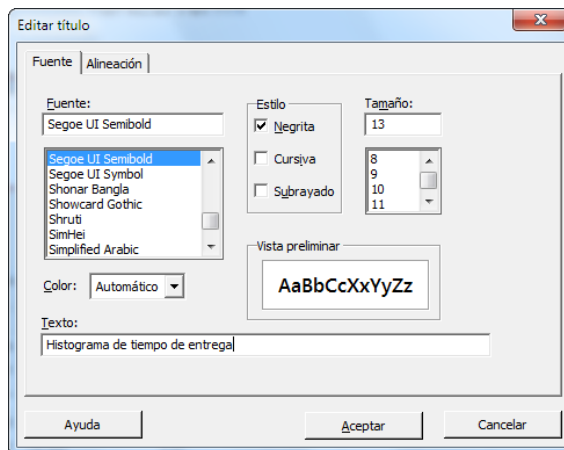 Editar título
Fuente
Alineación
Fuente:
Segoe UI Semibold
Segoe UI Semibold
Segoe UI Symbol
Shonar Bangla
Showcard Gothic
Shruti
SimHei
Simplified Arabic
Estilo
Negrita
Cursiva
Subrayado
Tamaño:
13
8
9
10
11
Color: Automático
Vista preliminar
AaBbCcXxYyZz
Texto:
Histograma de tiempo de entrega
Ayuda
Aceptar
Cancelar